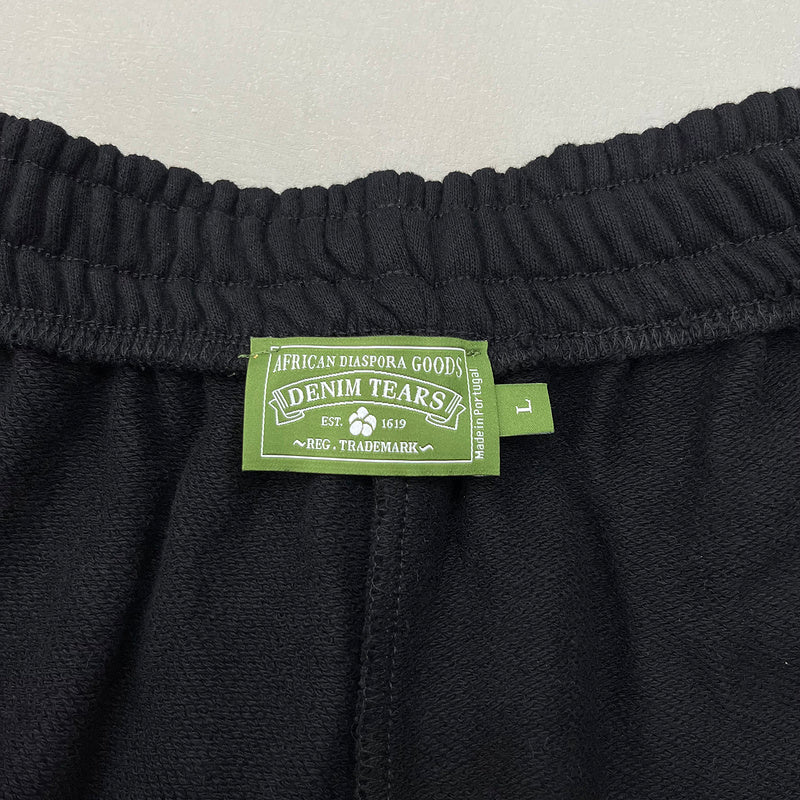 AFRICAN DIASPORA GOODS
DENIM TEARS
EST. 1619
~REG. TRADEMARK~
Made in Portugal
L